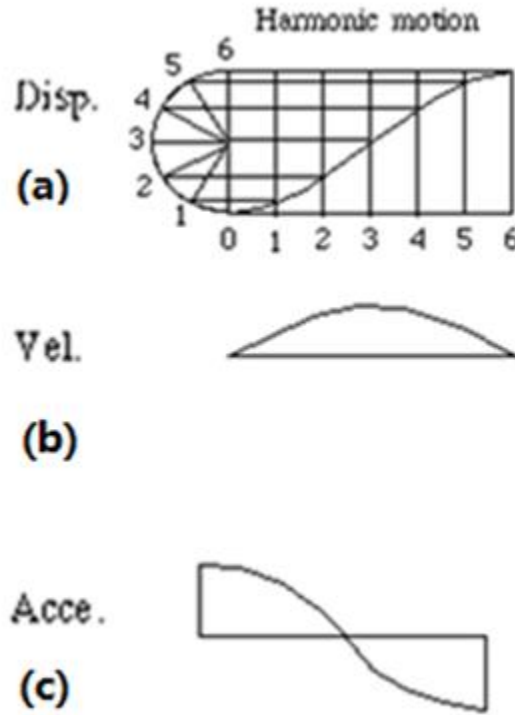 Harmonic motion
6
5
4
Disp.
3
(a)
2
1
0 1 2 3 4 5 6
Vel.
(b)
Acce.
(c)